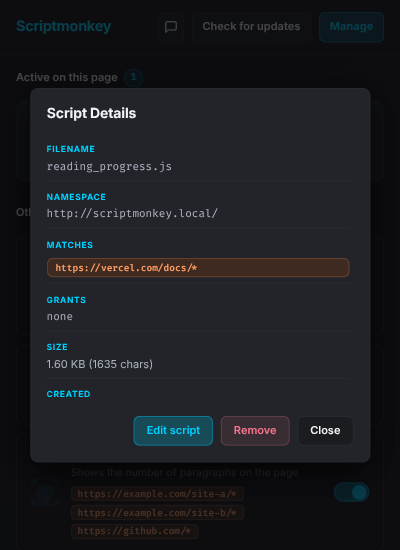 Scriptmonkey
Check for updates
Manage
Active on this page 1
Script Details
FILENAME
reading_progress.js
NAMESPACE
http://scriptmonkey.local/
MATCHES
https://vercel.com/docs/*
GRANTS
none
SIZE
1.60 KB (1635 chars)
CREATED
Edit script
Remove
Close
Shows the number of paragraphs on the page
https://example.com/site-a/*
https://example.com/site-b/*
https://github.com/*